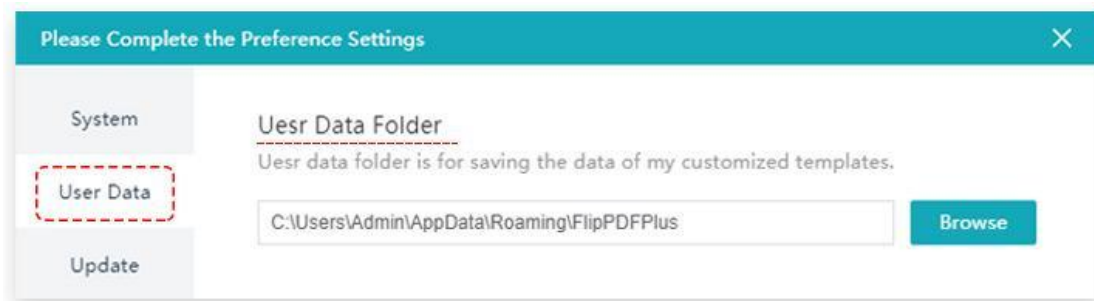 Please Complete the Preference Settings
System
Uesr Data Folder
Uesr data folder is for saving the data of my customized templates.
User Data
C:\Users\Admin\AppData\Roaming\FlipPDFPlus
Browse
Update